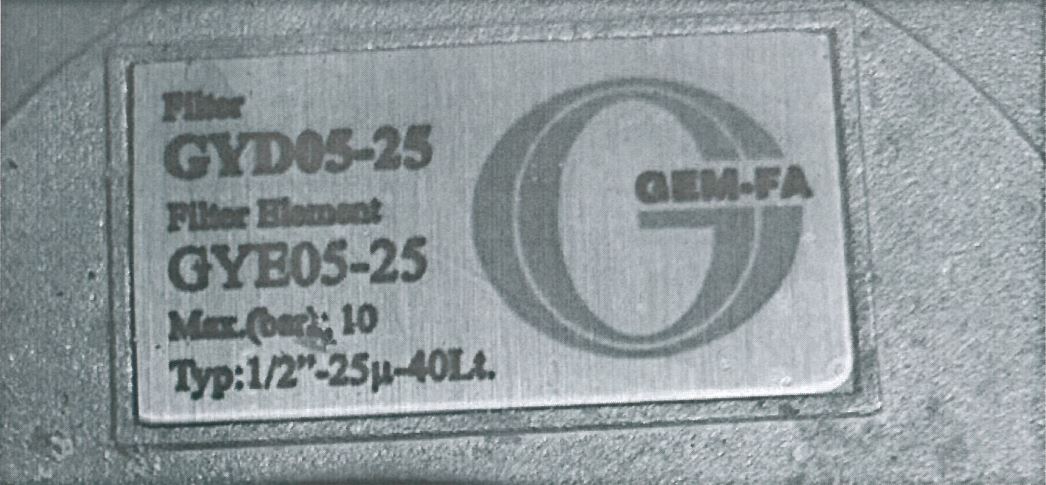 Filter
GYD05-25
Filter Element
GYE05-25
Max.(bar): 10
Typ:1/2"-25µ-40Lt.
GEM-FA